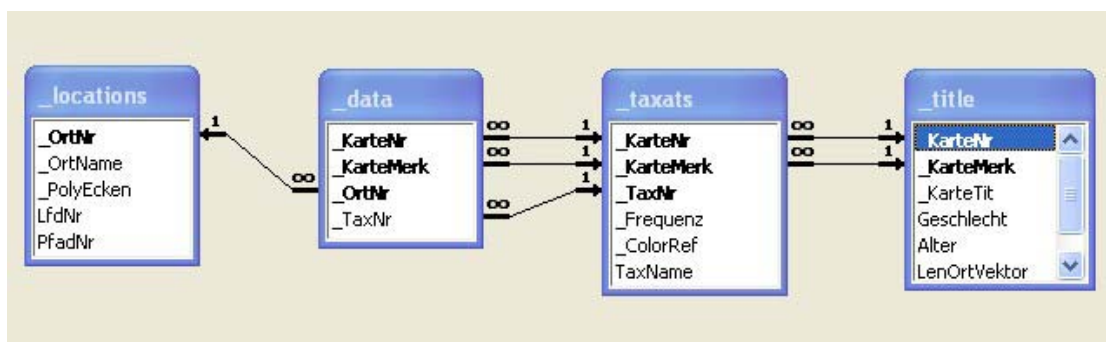 _locations
_OrtNr
_OrtName
_PolyEcken
LfdNr
PfadNr
1
∞
_data
_KarteNr
_KarteMerk
_OrtNr
_TaxNr
∞ 1
∞ 1
∞ 1
_taxats
_KarteNr
_KarteMerk
_TaxNr
_Frequenz
_ColorRef
TaxName
∞ 1
∞ 1
_title
_KarteNr
_KarteMerk
_KarteTit
Geschlecht
Alter
LenOrtVektor